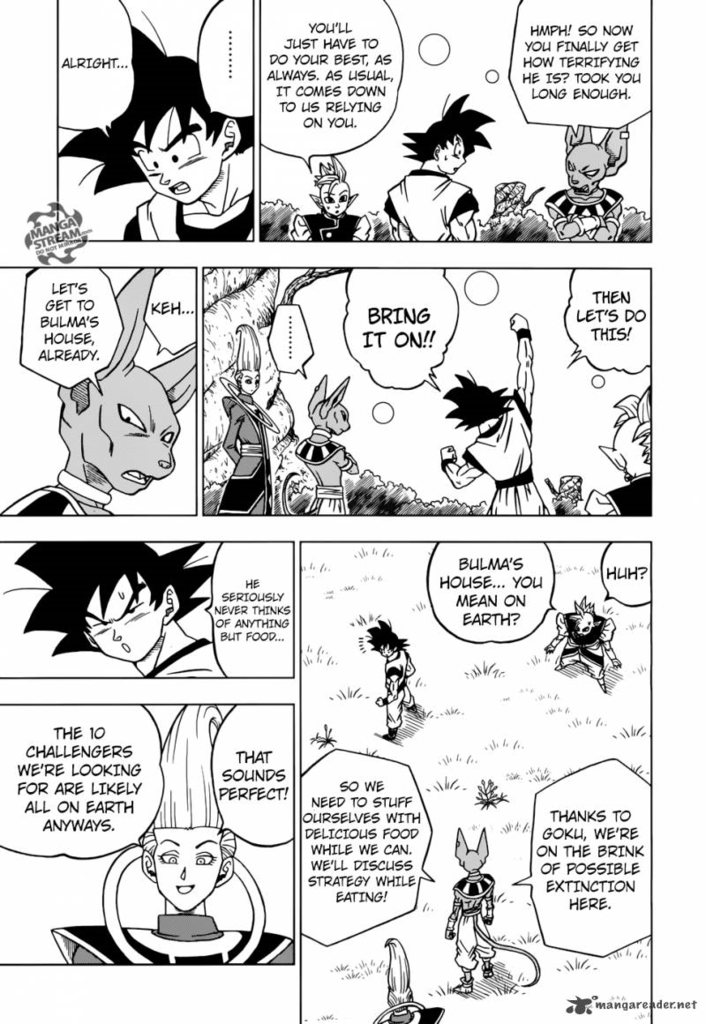 HMPH! SO NOW
YOU FINALLY GET
HOW TERRIFYING
HE IS? TOOK YOU
LONG ENOUGH.
YOU'LL
JUST HAVE TO
DO YOUR BEST, AS
ALWAYS. AS USUAL,
IT COMES DOWN
TO US RELYING
ON YOU.
........
ALRIGHT...
MANGA
STREAM
DO NOT MIRROR
THEN
LET'S DO
THIS!
BRING
IT ON!!
........
KEH...
LET'S
GET TO
BULMA'S
HOUSE,
ALREADY.
HUH?
BULMA'S
HOUSE... YOU
MEAN ON
EARTH?
THANKS TO
GOKU, WE'RE
ON THE BRINK
OF POSSIBLE
EXTINCTION
HERE.
SO WE
NEED TO STUFF
OURSELVES WITH
DELICIOUS FOOD
WHILE WE CAN.
WE'LL DISCUSS
STRATEGY WHILE
EATING!
HE
SERIOUSLY
NEVER THINKS
OF ANYTHING
BUT FOOD...
THAT
SOUNDS
PERFECT!
THE 10
CHALLENGERS
WE'RE LOOKING
FOR ARE LIKELY
ALL ON EARTH
ANYWAYS.
mangareader.net